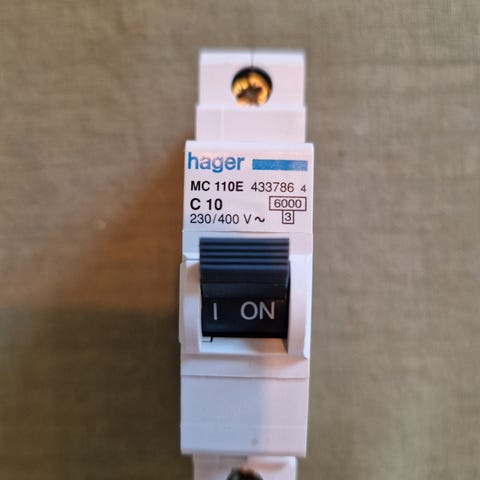 hager
MC 110E 433786 4
C 10 6000
230/400 V ~ 3
I ON